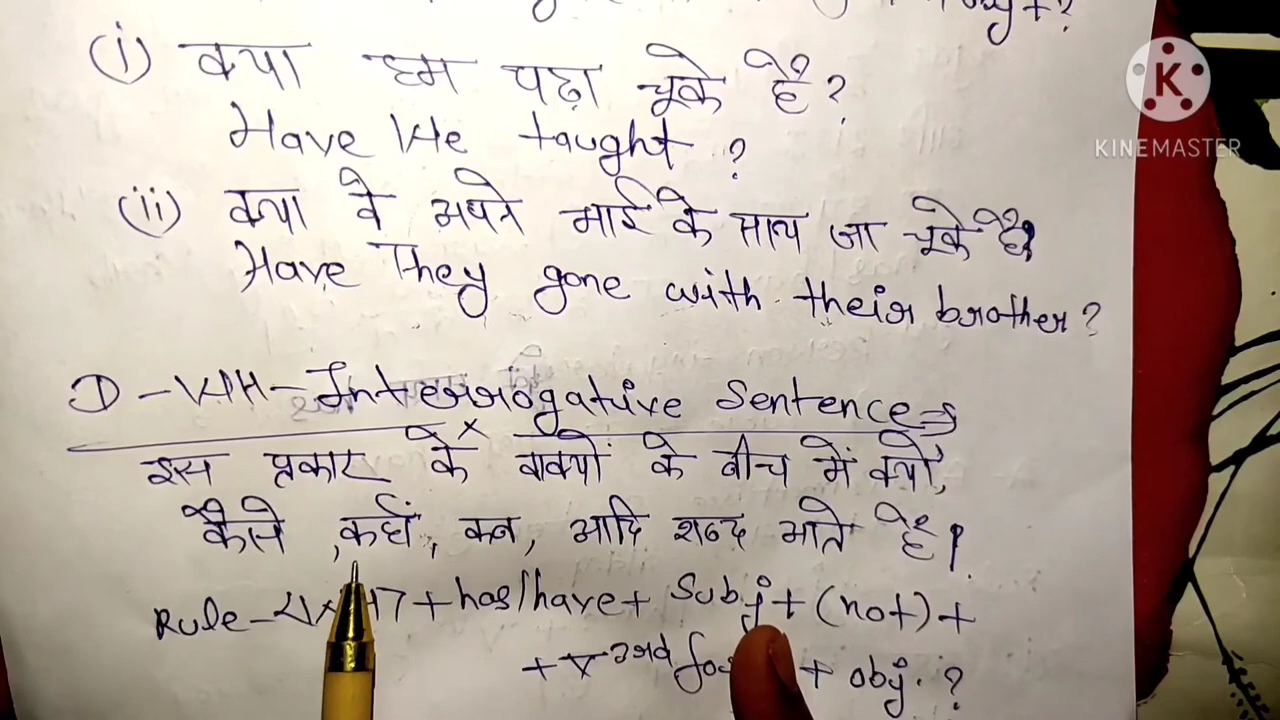 obj+?
(i) क्या हम पढ़ा चूके हैं?
Have We taught ?
(ii) क्या वे अपने भाई के साथ जा चूके हैं?
Have They gone with their brother?
D - WH - Interrogative Sentence⇒
इस प्रकार के वाक्यों के बीच में क्यों,
कैसे, कहाँ, कब, आदि शब्द आते हैं।
Rule - + has/have + Subj + (not) +
+ V 3rd + obj. ?
K
KINEMASTER